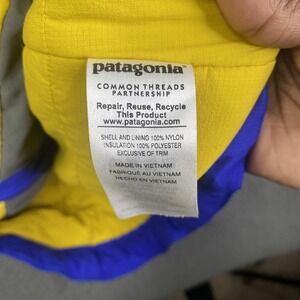 patagonia
COMMON THREADS
PARTNERSHIP
Repair, Reuse, Recycle
This Product
www.patagonia.com
SHELL AND LINING 100% NYLON
INSULATION 100% POLYESTER
EXCLUSIVE OF TRIM
MADE IN VIETNAM
FABRIQUÉ AU VIETNAM
HECHO EN VIETNAM